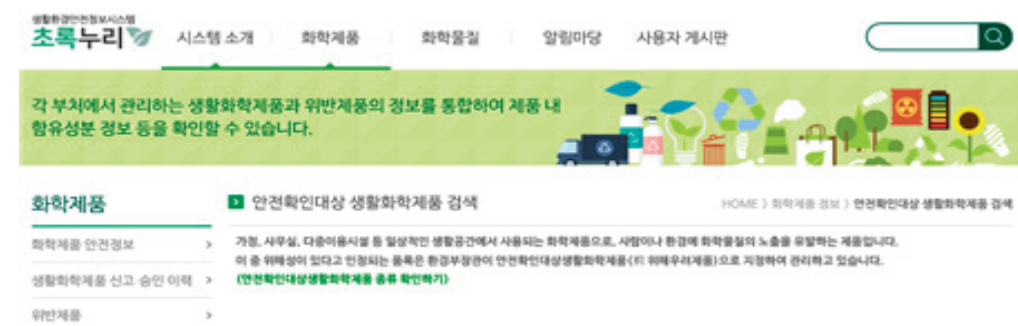 생활환경안전정보시스템
초록누리
시스템 소개 화학제품 화학물질 알림마당 사용자 게시판
각 부처에서 관리하는 생활화학제품과 위반제품의 정보를 통합하여 제품 내
함유성분 정보 등을 확인할 수 있습니다.
화학제품
안전확인대상 생활화학제품 검색
HOME > 화학제품 정보 > 안전확인대상 생활화학제품 검색
화학제품 안전정보 >
가정, 사무실, 다중이용시설 등 일상적인 생활공간에서 사용되는 화학제품으로, 사람이나 환경에 화학물질의 노출을 유발하는 제품입니다.
이 중 위해성이 있다고 인정되는 품목은 환경부장관이 안전확인대상생활화학제품(舊 위해우려제품)으로 지정하여 관리하고 있습니다.
생활화학제품 신고·승인 이력 >
(안전확인대상생활화학제품 종류 확인하기)
위반제품 >